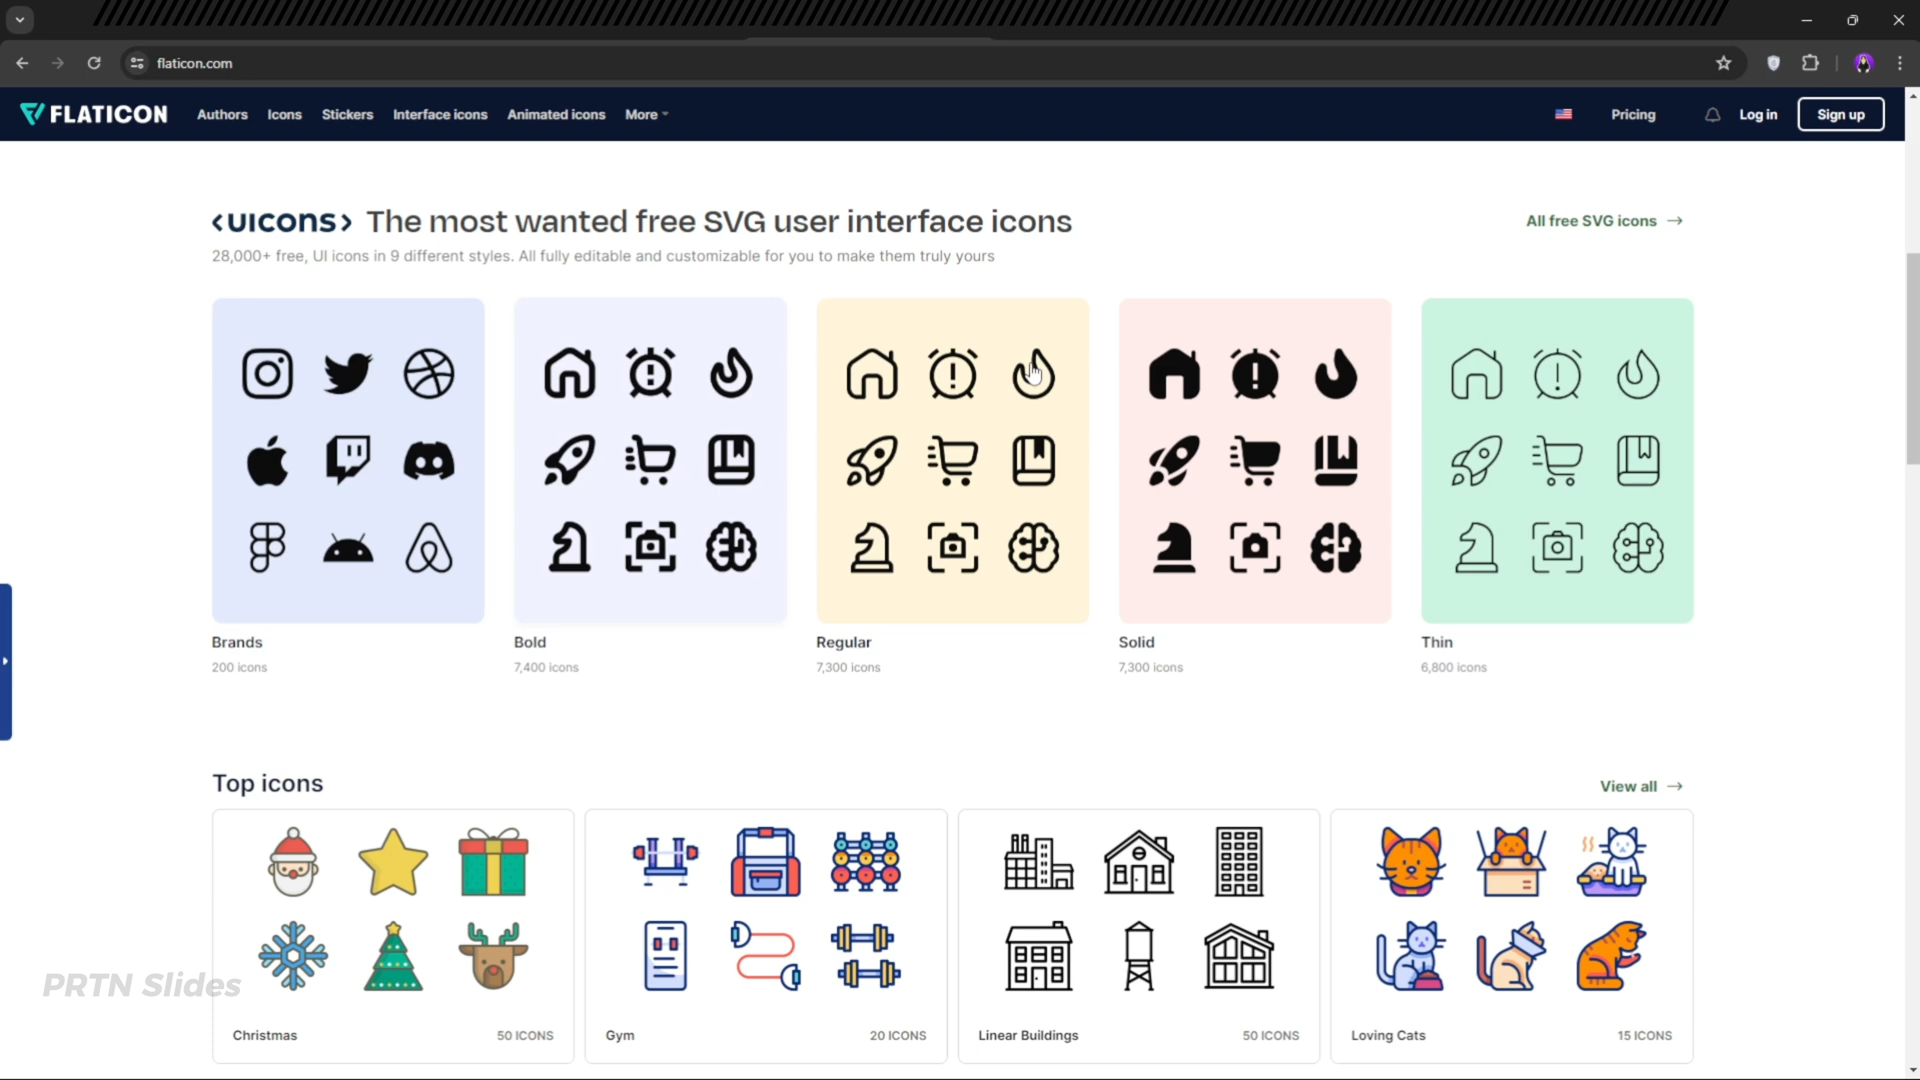 flaticon.com
FLATICON Authors Icons Stickers Interface icons Animated icons More Pricing Log in Sign up
<UICONS> The most wanted free SVG user interface icons All free SVG icons →
28,000+ free, UI icons in 9 different styles. All fully editable and customizable for you to make them truly yours
Brands Bold Regular Solid Thin
200 icons 7,400 icons 7,300 icons 7,300 icons 6,800 icons
Top icons View all →
PRTN Slides
Christmas 50 ICONS Gym 20 ICONS Linear Buildings 50 ICONS Loving Cats 15 ICONS